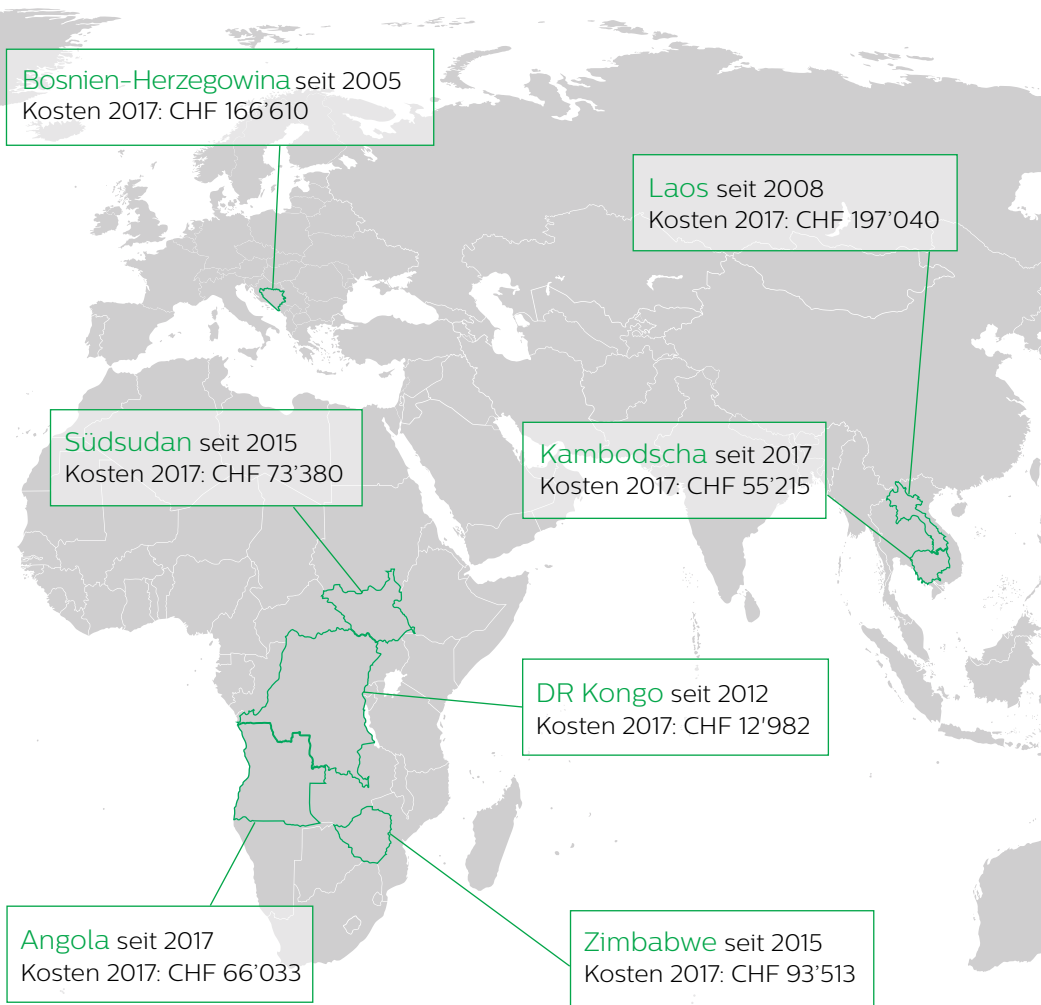 Bosnien-Herzegowina seit 2005
Kosten 2017: CHF 166’610
Laos seit 2008
Kosten 2017: CHF 197’040
Südsudan seit 2015
Kosten 2017: CHF 73’380
Kambodscha seit 2017
Kosten 2017: CHF 55’215
DR Kongo seit 2012
Kosten 2017: CHF 12'982
Angola seit 2017
Kosten 2017: CHF 66’033
Zimbabwe seit 2015
Kosten 2017: CHF 93’513